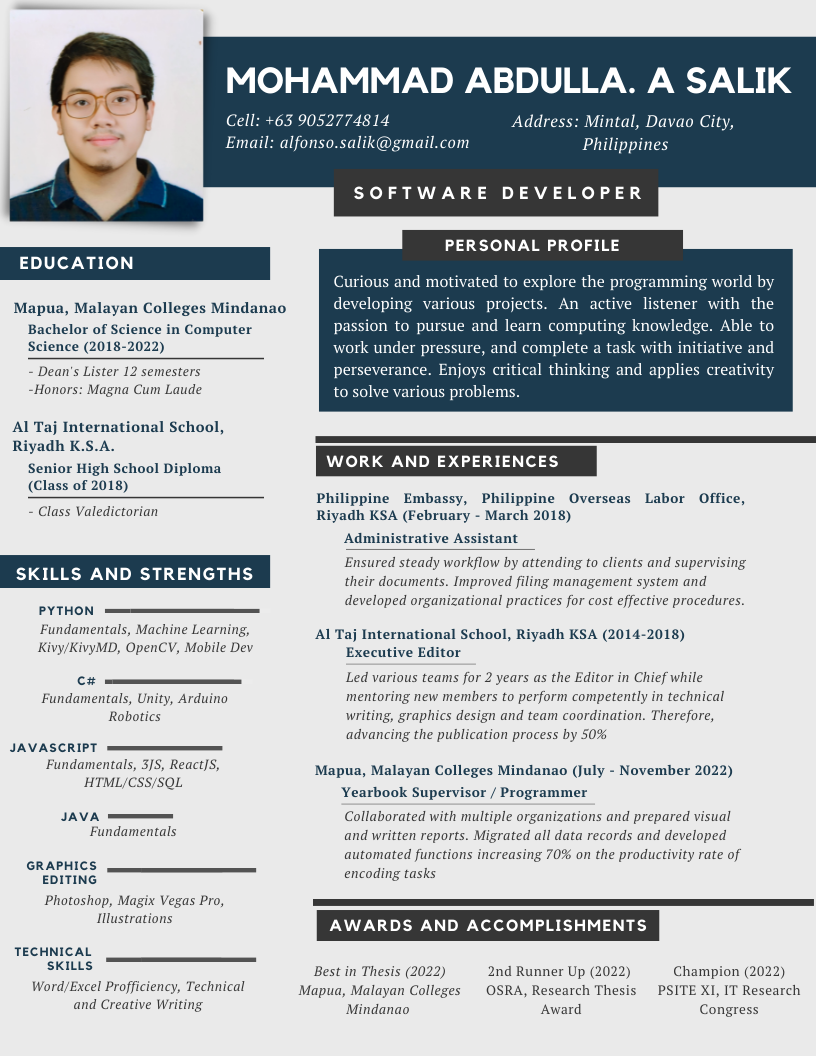 MOHAMMAD ABDULLA. A SALIK
Cell: +63 9052774814
Email: alfonso.salik@gmail.com
Address: Mintal, Davao City,
Philippines
SOFTWARE DEVELOPER
EDUCATION
Mapua, Malayan Colleges Mindanao
Bachelor of Science in Computer
Science (2018-2022)
- Dean's Lister 12 semesters
-Honors: Magna Cum Laude
Al Taj International School,
Riyadh K.S.A.
Senior High School Diploma
(Class of 2018)
- Class Valedictorian
SKILLS AND STRENGTHS
PYTHON
Fundamentals, Machine Learning,
Kivy/KivyMD, OpenCV, Mobile Dev
C#
Fundamentals, Unity, Arduino
Robotics
JAVASCRIPT
Fundamentals, 3JS, ReactJS,
HTML/CSS/SQL
JAVA
Fundamentals
GRAPHICS
EDITING
Photoshop, Magix Vegas Pro,
Illustrations
TECHNICAL
SKILLS
Word/Excel Profficiency, Technical
and Creative Writing
PERSONAL PROFILE
Curious and motivated to explore the programming world by
developing various projects. An active listener with the
passion to pursue and learn computing knowledge. Able to
work under pressure, and complete a task with initiative and
perseverance. Enjoys critical thinking and applies creativity
to solve various problems.
WORK AND EXPERIENCES
Philippine Embassy, Philippine Overseas Labor Office,
Riyadh KSA (February - March 2018)
Administrative Assistant
Ensured steady workflow by attending to clients and supervising
their documents. Improved filing management system and
developed organizational practices for cost effective procedures.
Al Taj International School, Riyadh KSA (2014-2018)
Executive Editor
Led various teams for 2 years as the Editor in Chief while
mentoring new members to perform competently in technical
writing, graphics design and team coordination. Therefore,
advancing the publication process by 50%
Mapua, Malayan Colleges Mindanao (July - November 2022)
Yearbook Supervisor / Programmer
Collaborated with multiple organizations and prepared visual
and written reports. Migrated all data records and developed
automated functions increasing 70% on the productivity rate of
encoding tasks
AWARDS AND ACCOMPLISHMENTS
Best in Thesis (2022)
Mapua, Malayan Colleges
Mindanao
2nd Runner Up (2022)
OSRA, Research Thesis
Award
Champion (2022)
PSITE XI, IT Research
Congress